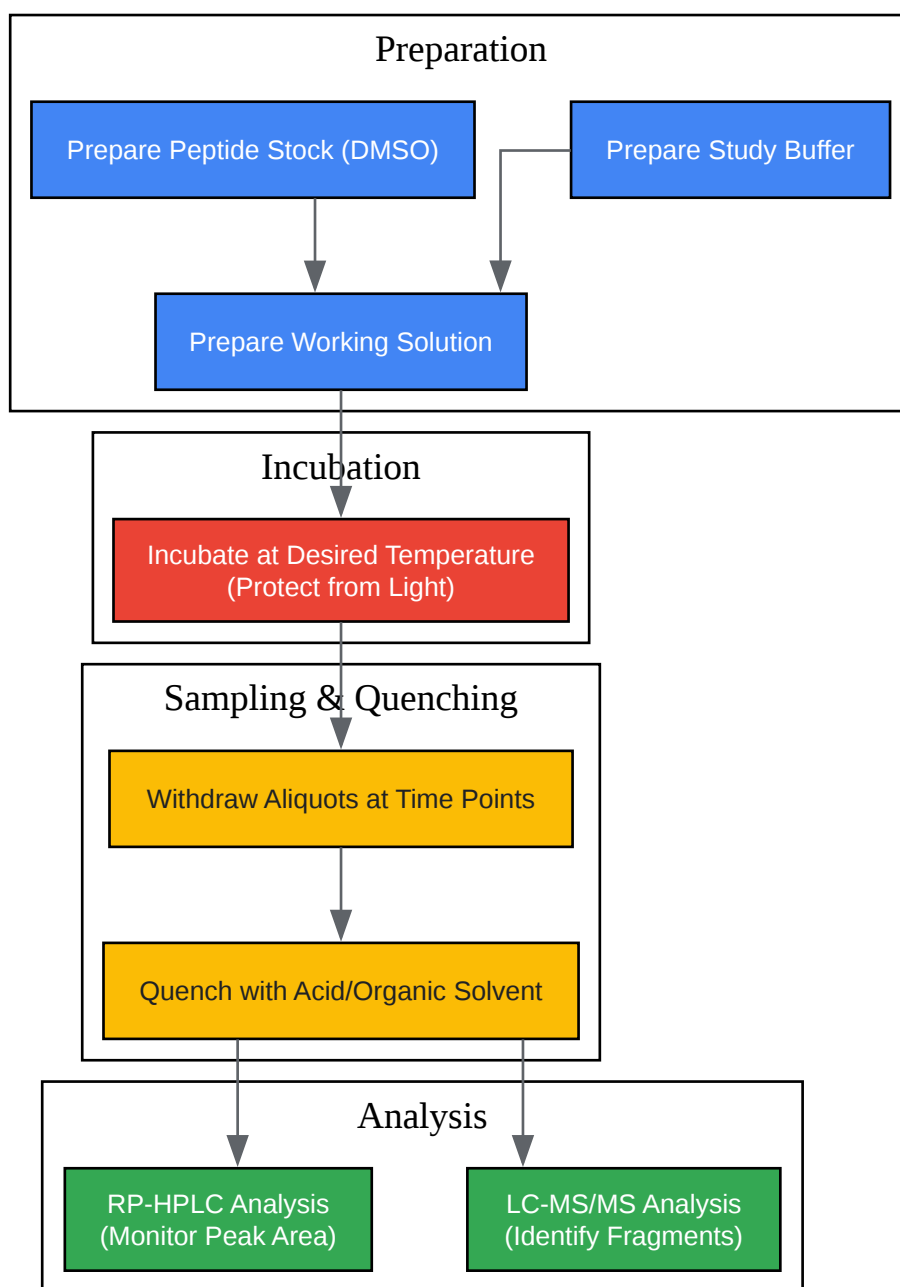 Preparation
Prepare Peptide Stock (DMSO)
Prepare Study Buffer
Prepare Working Solution
Incubation
Incubate at Desired Temperature
(Protect from Light)
Sampling & Quenching
Withdraw Aliquots at Time Points
Quench with Acid/Organic Solvent
Analysis
RP-HPLC Analysis
(Monitor Peak Area)
LC-MS/MS Analysis
(Identify Fragments)